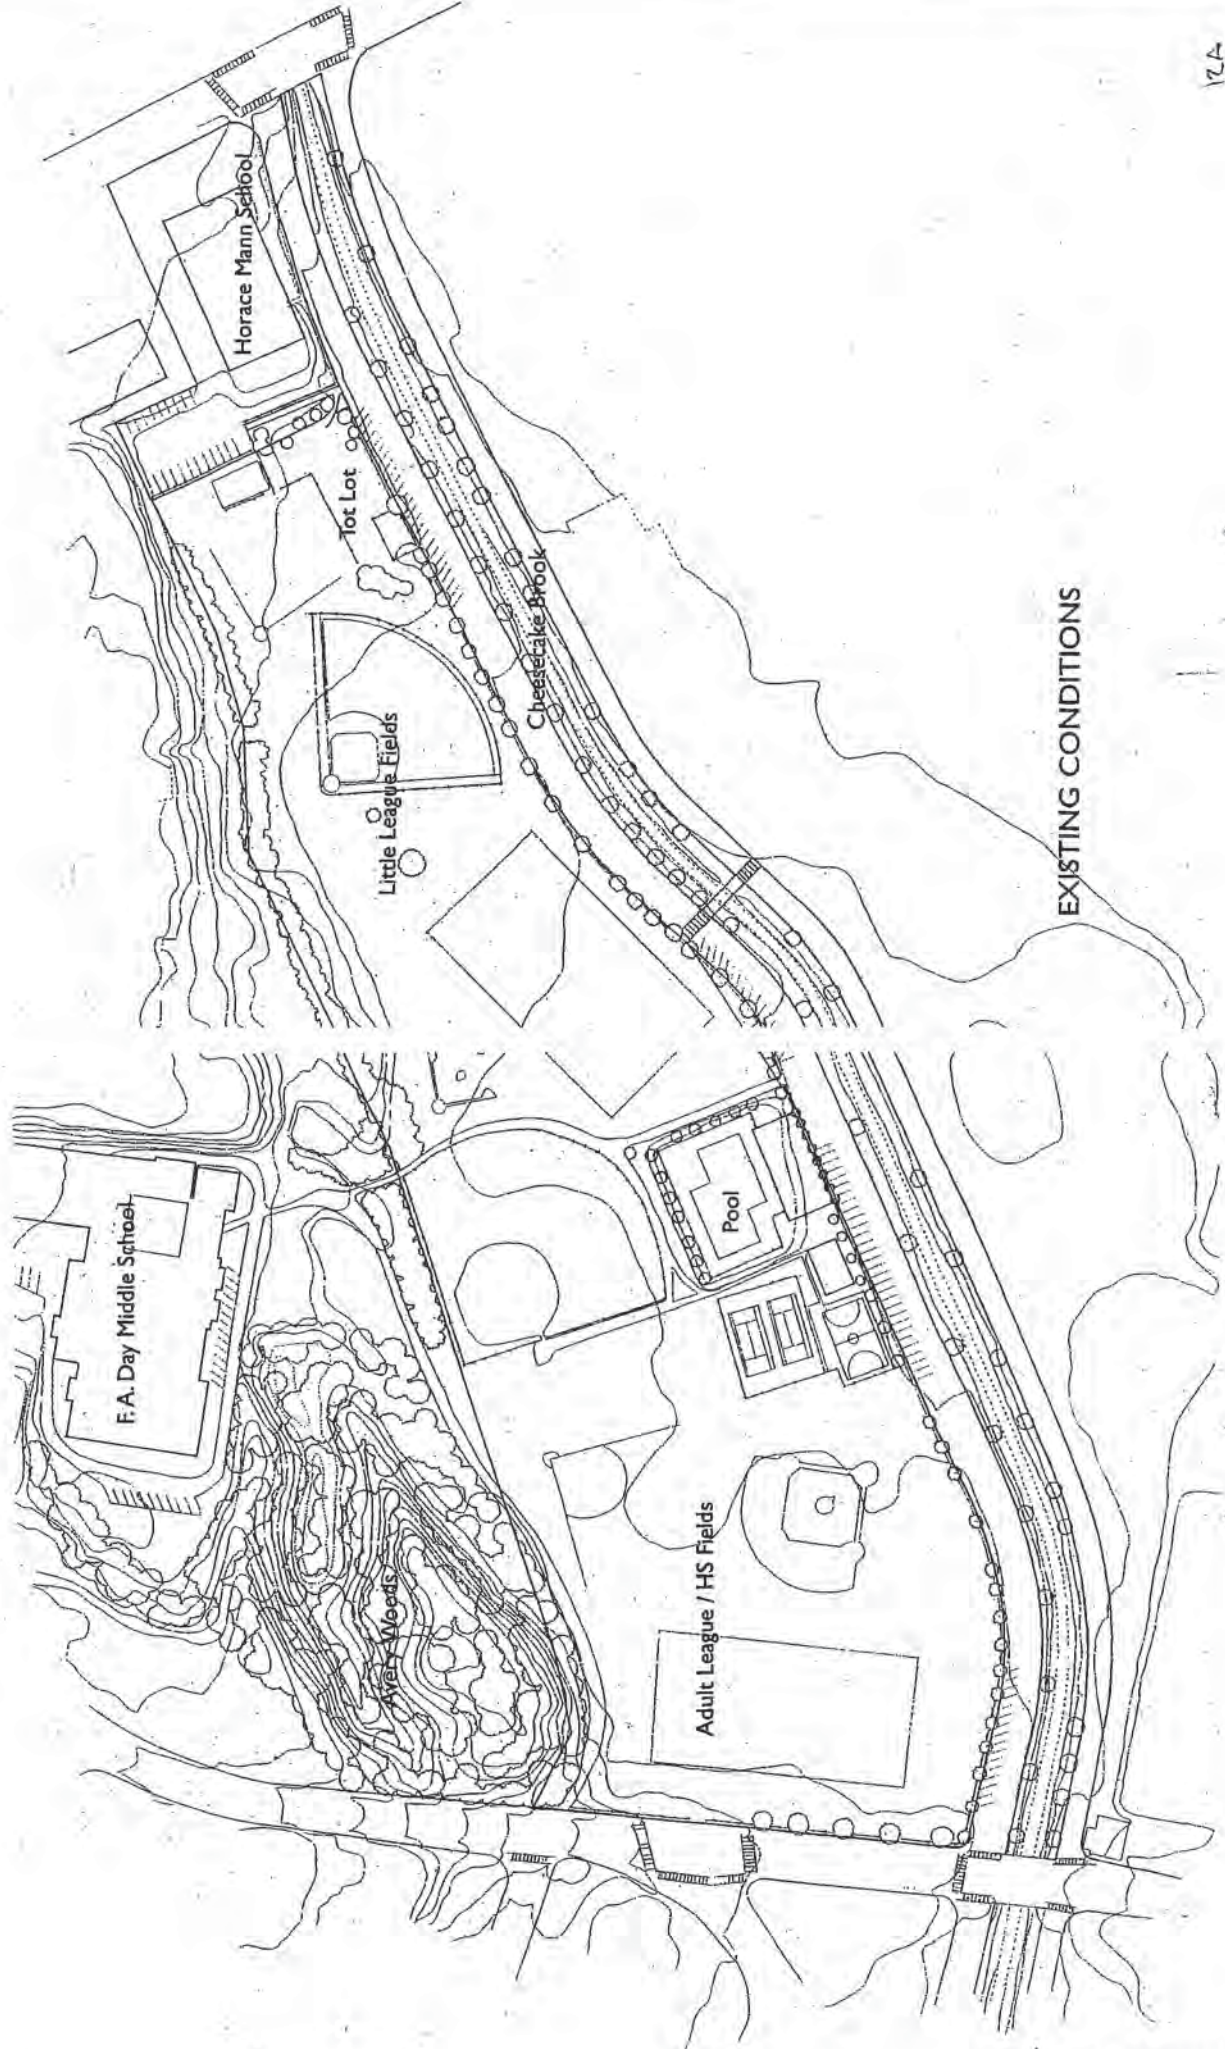 F. A. Day Middle School
Avery Woods
Adult League / HS Fields
Pool
Little League Fields
Tot Lot
Horace Mann School
Cheesecake Brook
EXISTING CONDITIONS
12A